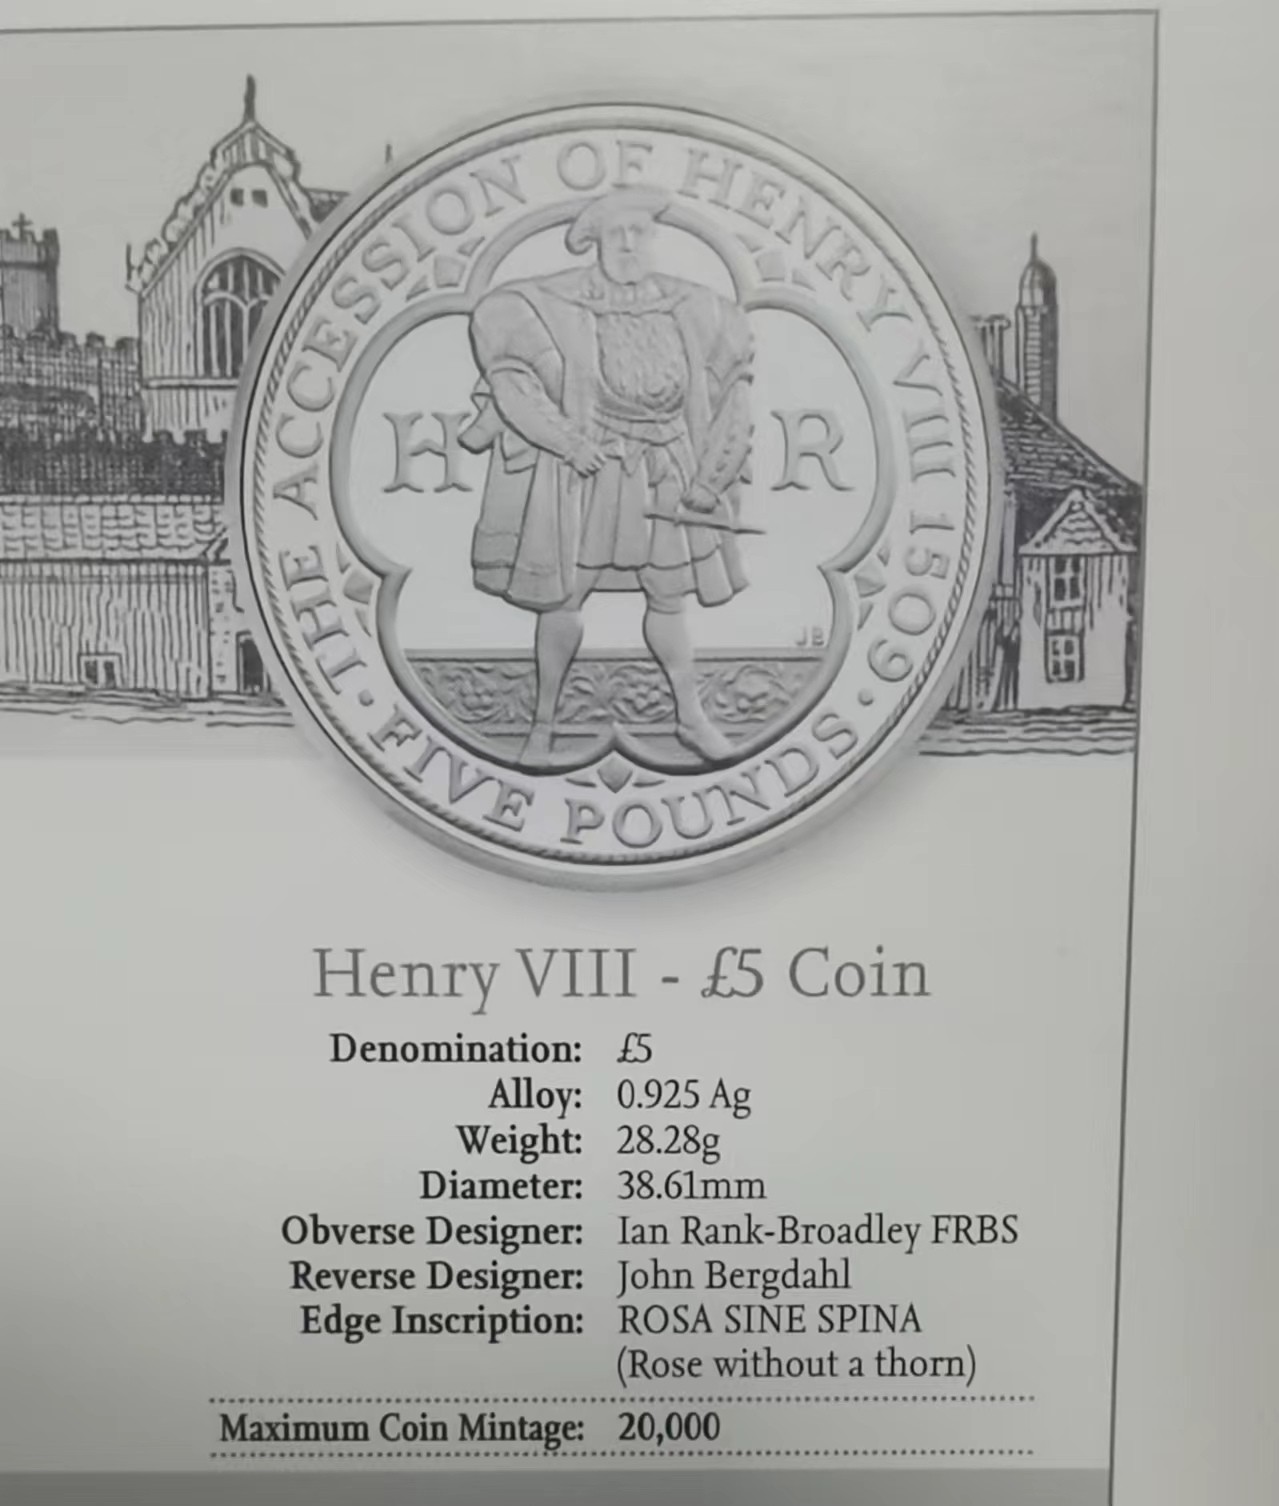 THE ACCESSION OF HENRY VIII 1509
H R
JB
· FIVE POUNDS ·
Henry VIII - £5 Coin
Denomination: £5
Alloy: 0.925 Ag
Weight: 28.28g
Diameter: 38.61mm
Obverse Designer: Ian Rank-Broadley FRBS
Reverse Designer: John Bergdahl
Edge Inscription: ROSA SINE SPINA
(Rose without a thorn)
Maximum Coin Mintage: 20,000